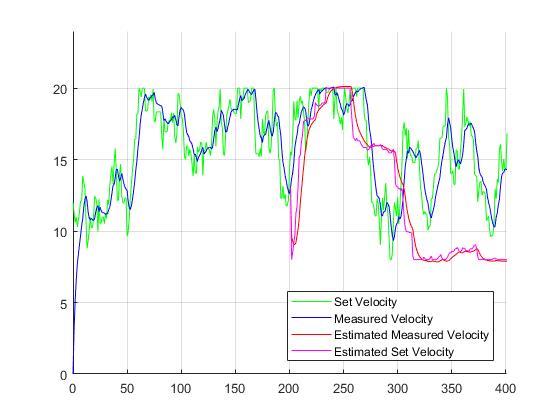 20
15
10
5
0
0 50 100 150 200 250 300 350 400
Set Velocity
Measured Velocity
Estimated Measured Velocity
Estimated Set Velocity